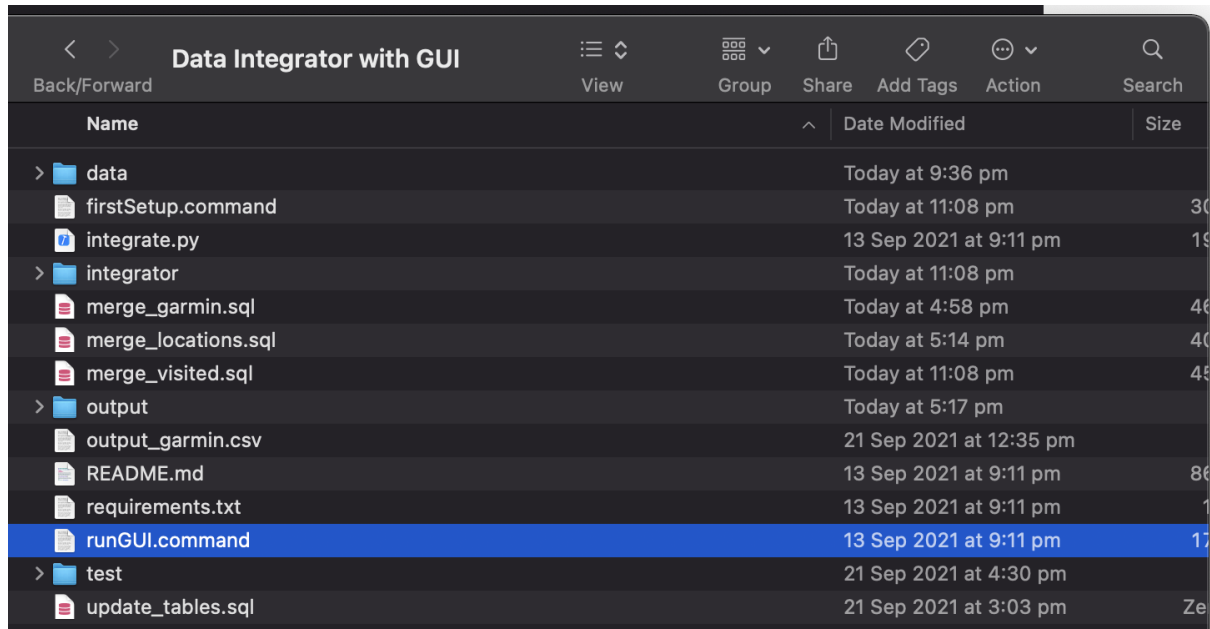 Data Integrator with GUI
Back/Forward View Group Share Add Tags Action Search
Name Date Modified Size
data Today at 9:36 pm
firstSetup.command Today at 11:08 pm
integrate.py 13 Sep 2021 at 9:11 pm
integrator Today at 11:08 pm
merge_garmin.sql Today at 4:58 pm
merge_locations.sql Today at 5:14 pm
merge_visited.sql Today at 11:08 pm
output Today at 5:17 pm
output_garmin.csv 21 Sep 2021 at 12:35 pm
README.md 13 Sep 2021 at 9:11 pm
requirements.txt 13 Sep 2021 at 9:11 pm
runGUI.command 13 Sep 2021 at 9:11 pm
test 21 Sep 2021 at 4:30 pm
update_tables.sql 21 Sep 2021 at 3:03 pm